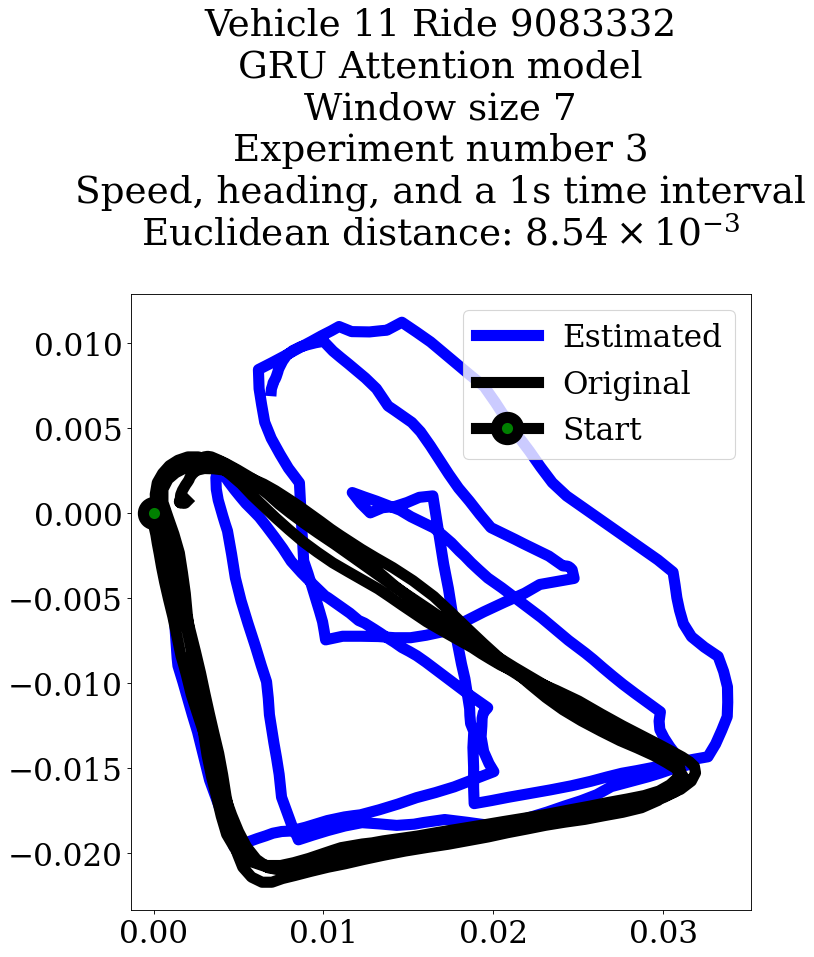 Vehicle 11 Ride 9083332
GRU Attention model
Window size 7
Experiment number 3
Speed, heading, and a 1s time interval
Euclidean distance: 8.54 × 10⁻³
Estimated
Original
Start
0.010
0.005
0.000
−0.005
−0.010
−0.015
−0.020
0.00 0.01 0.02 0.03